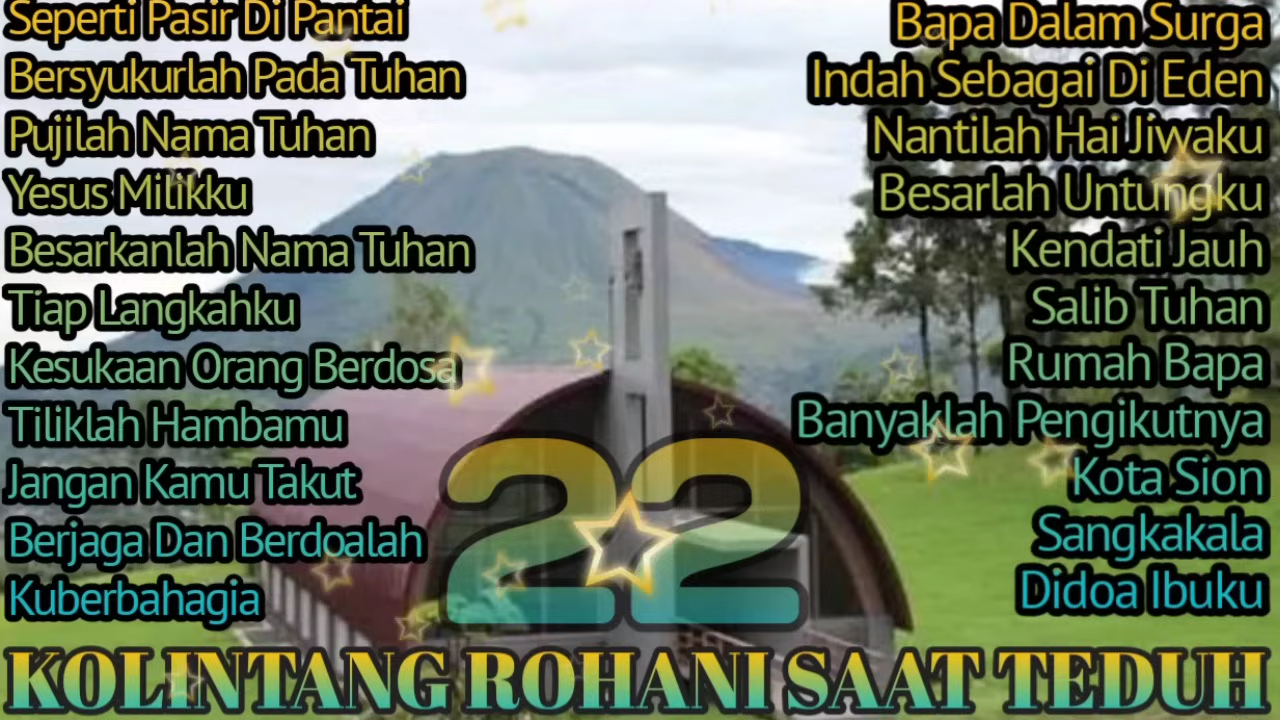 Seperti Pasir Di Pantai
Bersyukurlah Pada Tuhan
Pujilah Nama Tuhan
Yesus Milikku
Besarkanlah Nama Tuhan
Tiap Langkahku
Kesukaan Orang Berdosa
Tiliklah Hambamu
Jangan Kamu Takut
Berjaga Dan Berdoalah
Kuberbahagia
Bapa Dalam Surga
Indah Sebagai Di Eden
Nantilah Hai Jiwaku
Besarlah Untungku
Kendati Jauh
Salib Tuhan
Rumah Bapa
Banyaklah Pengikutnya
Kota Sion
Sangkakala
Didoa Ibuku
22
KOLINTANG ROHANI SAAT TEDUH